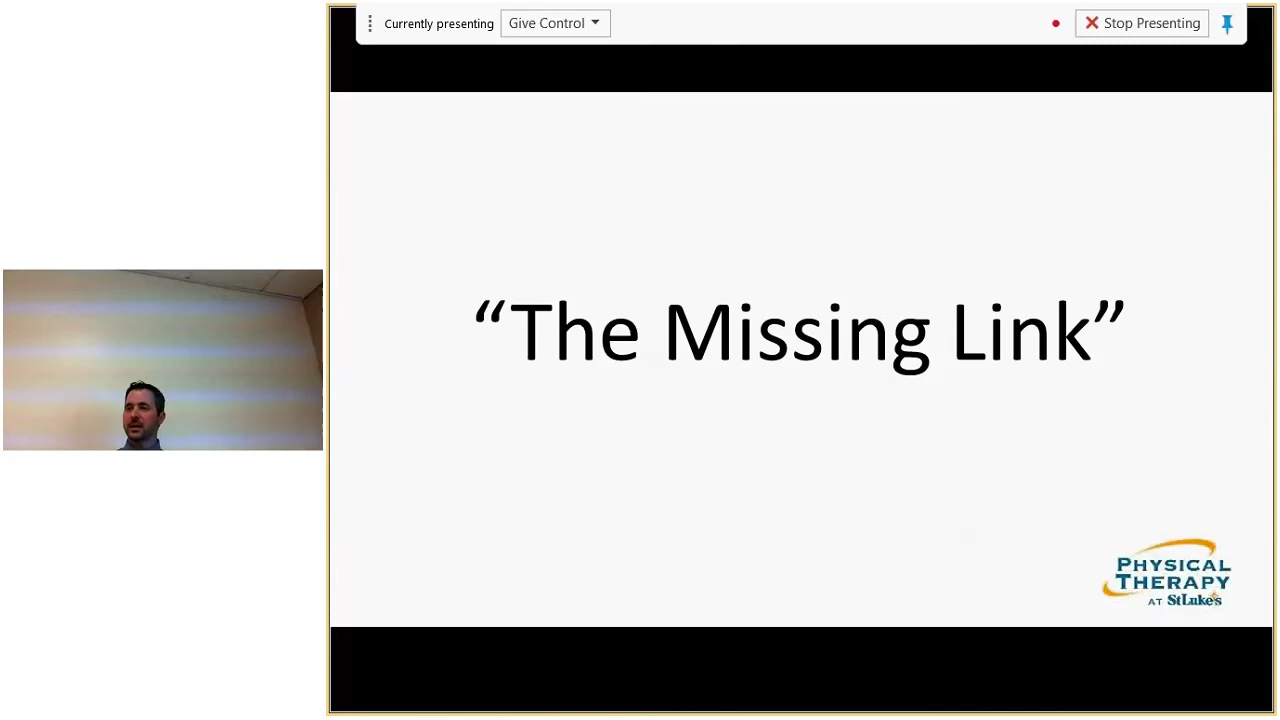 Currently presenting
Give Control
Stop Presenting
“The Missing Link”
PHYSICAL
THERAPY
AT StLuke's